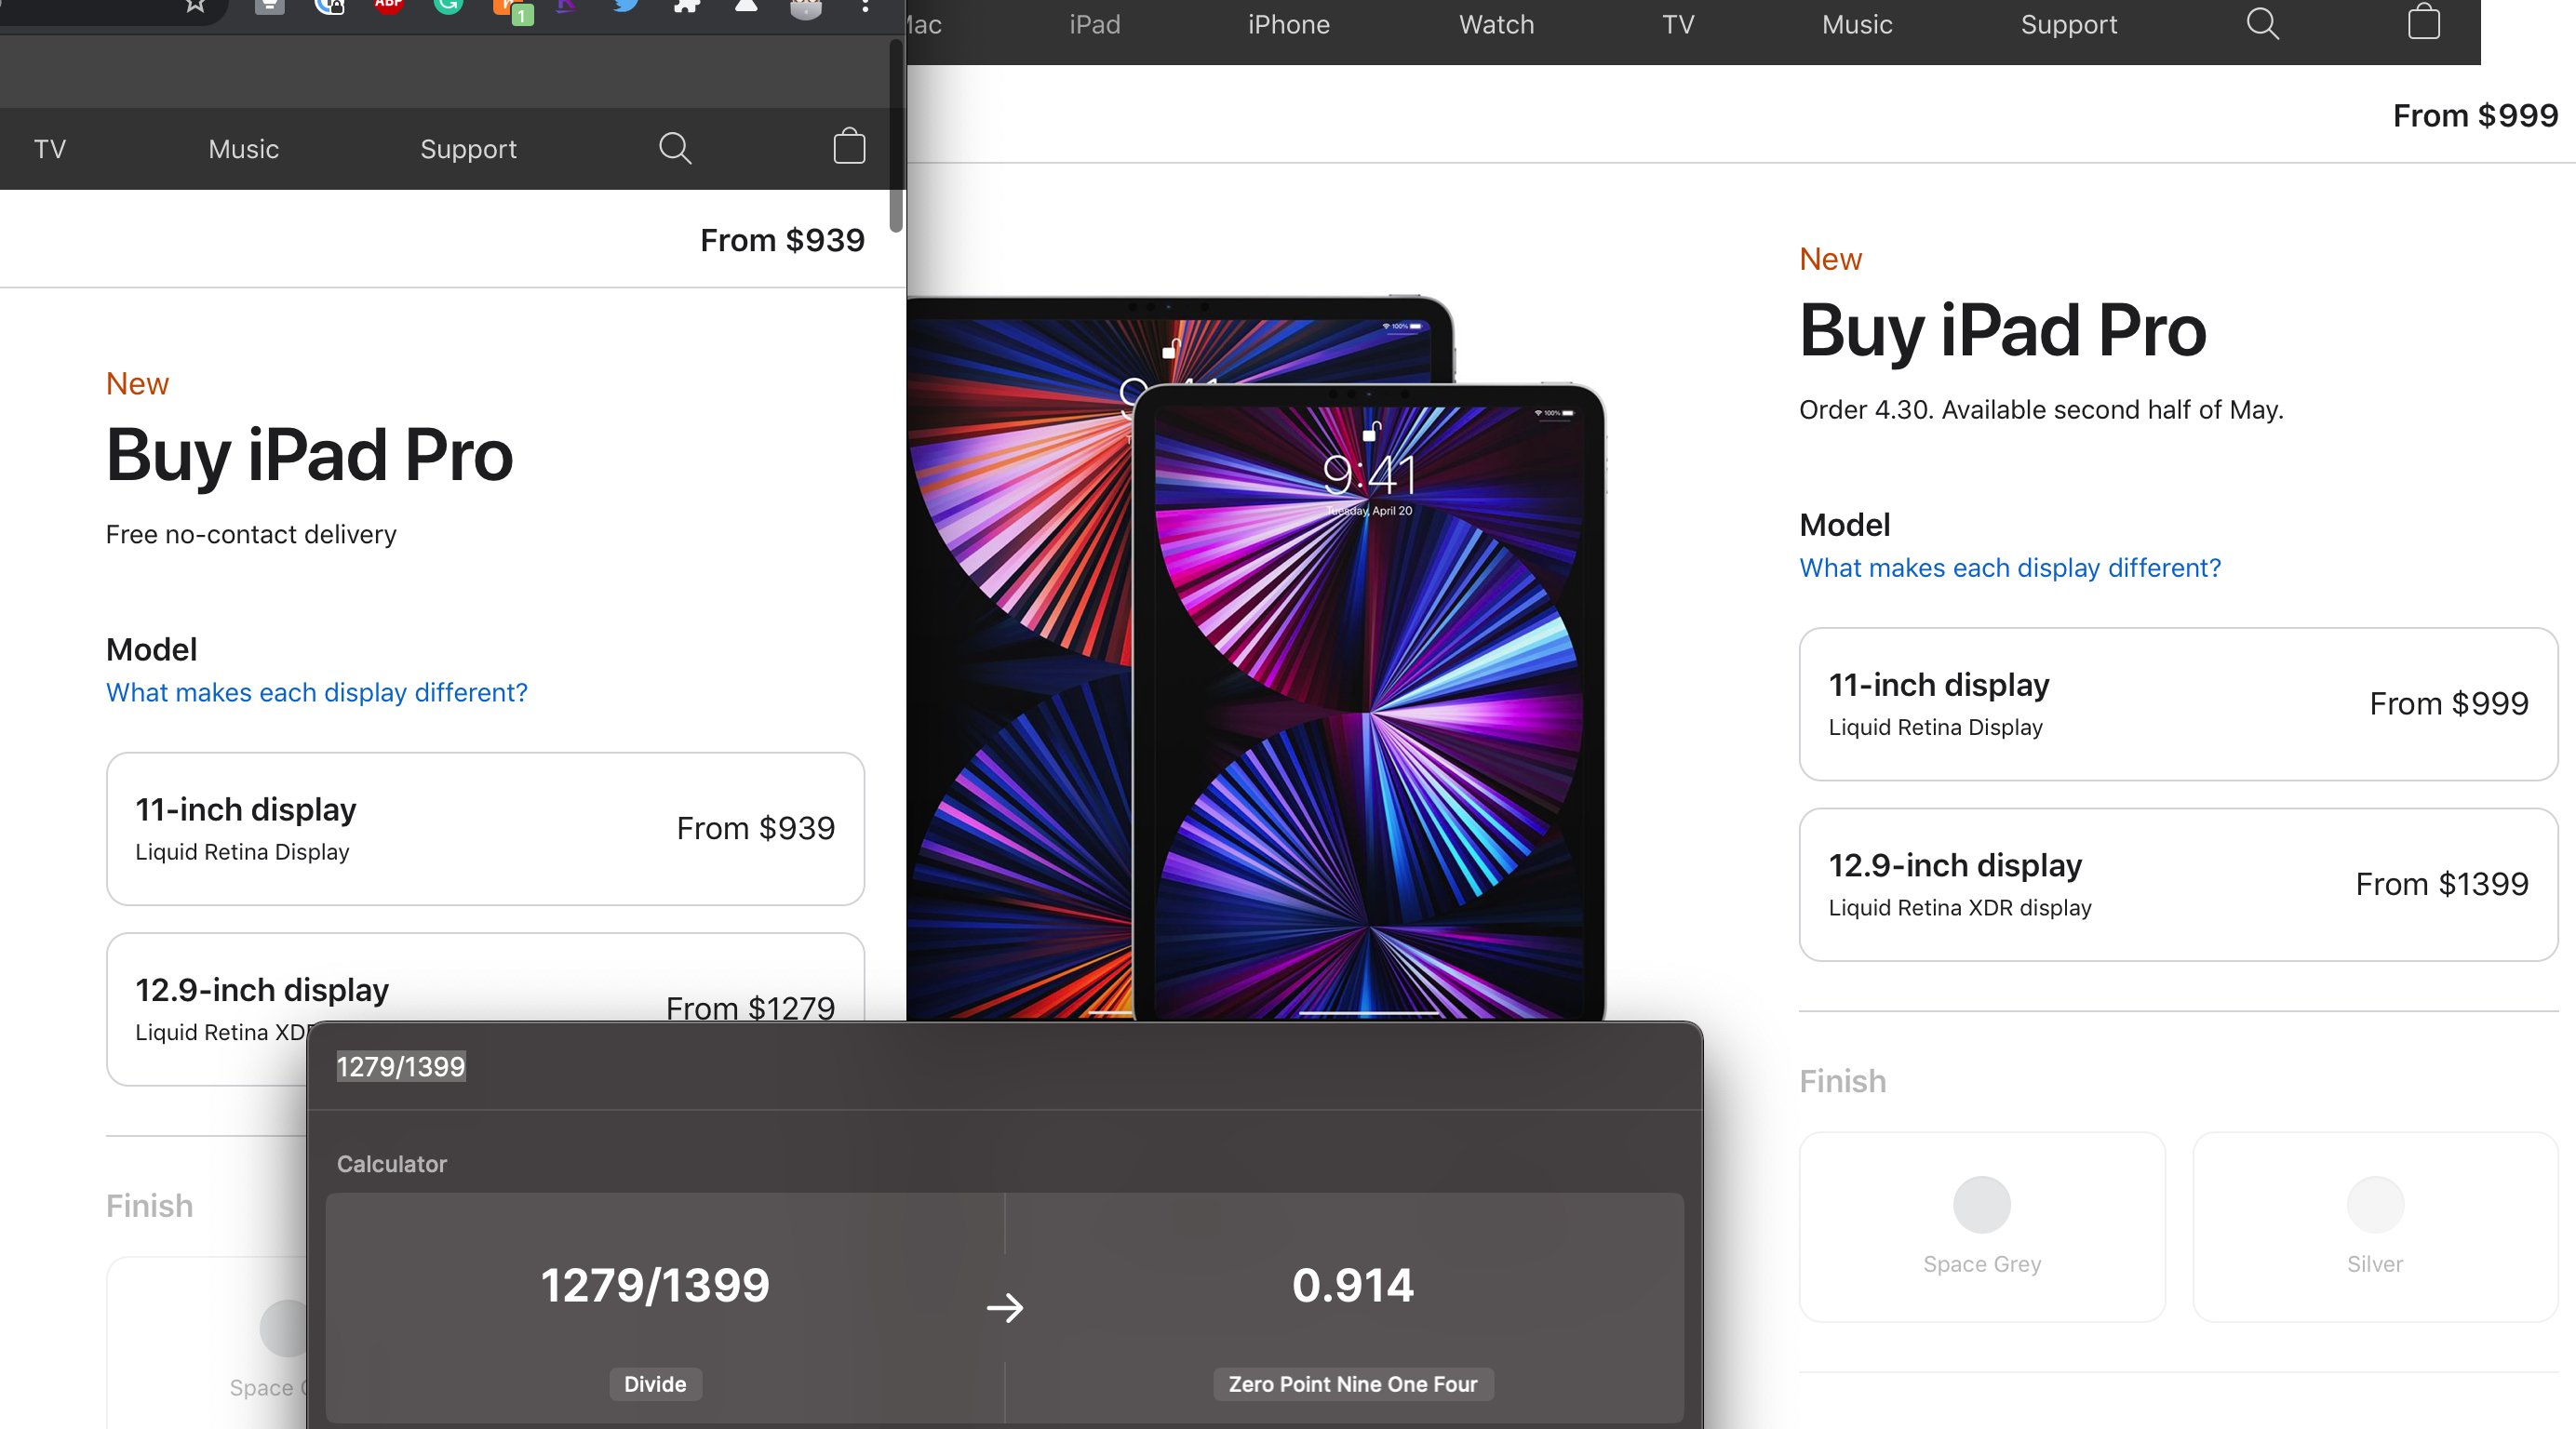 ABP
1
TV
Music
Support
From $939
New
Buy iPad Pro
Free no-contact delivery
Model
What makes each display different?
11-inch display
From $939
Liquid Retina Display
12.9-inch display
From $1279
Liquid Retina
Finish
Space
iPad
iPhone
Watch
TV
Music
Support
From $999
100%
100%
9:41
Tuesday, April 20
New
Buy iPad Pro
Order 4.30. Available second half of May.
Model
What makes each display different?
11-inch display
From $999
Liquid Retina Display
12.9-inch display
From $1399
Liquid Retina XDR display
Finish
Space Grey
Silver
1279/1399
Calculator
1279/1399
→
0.914
Divide
Zero Point Nine One Four